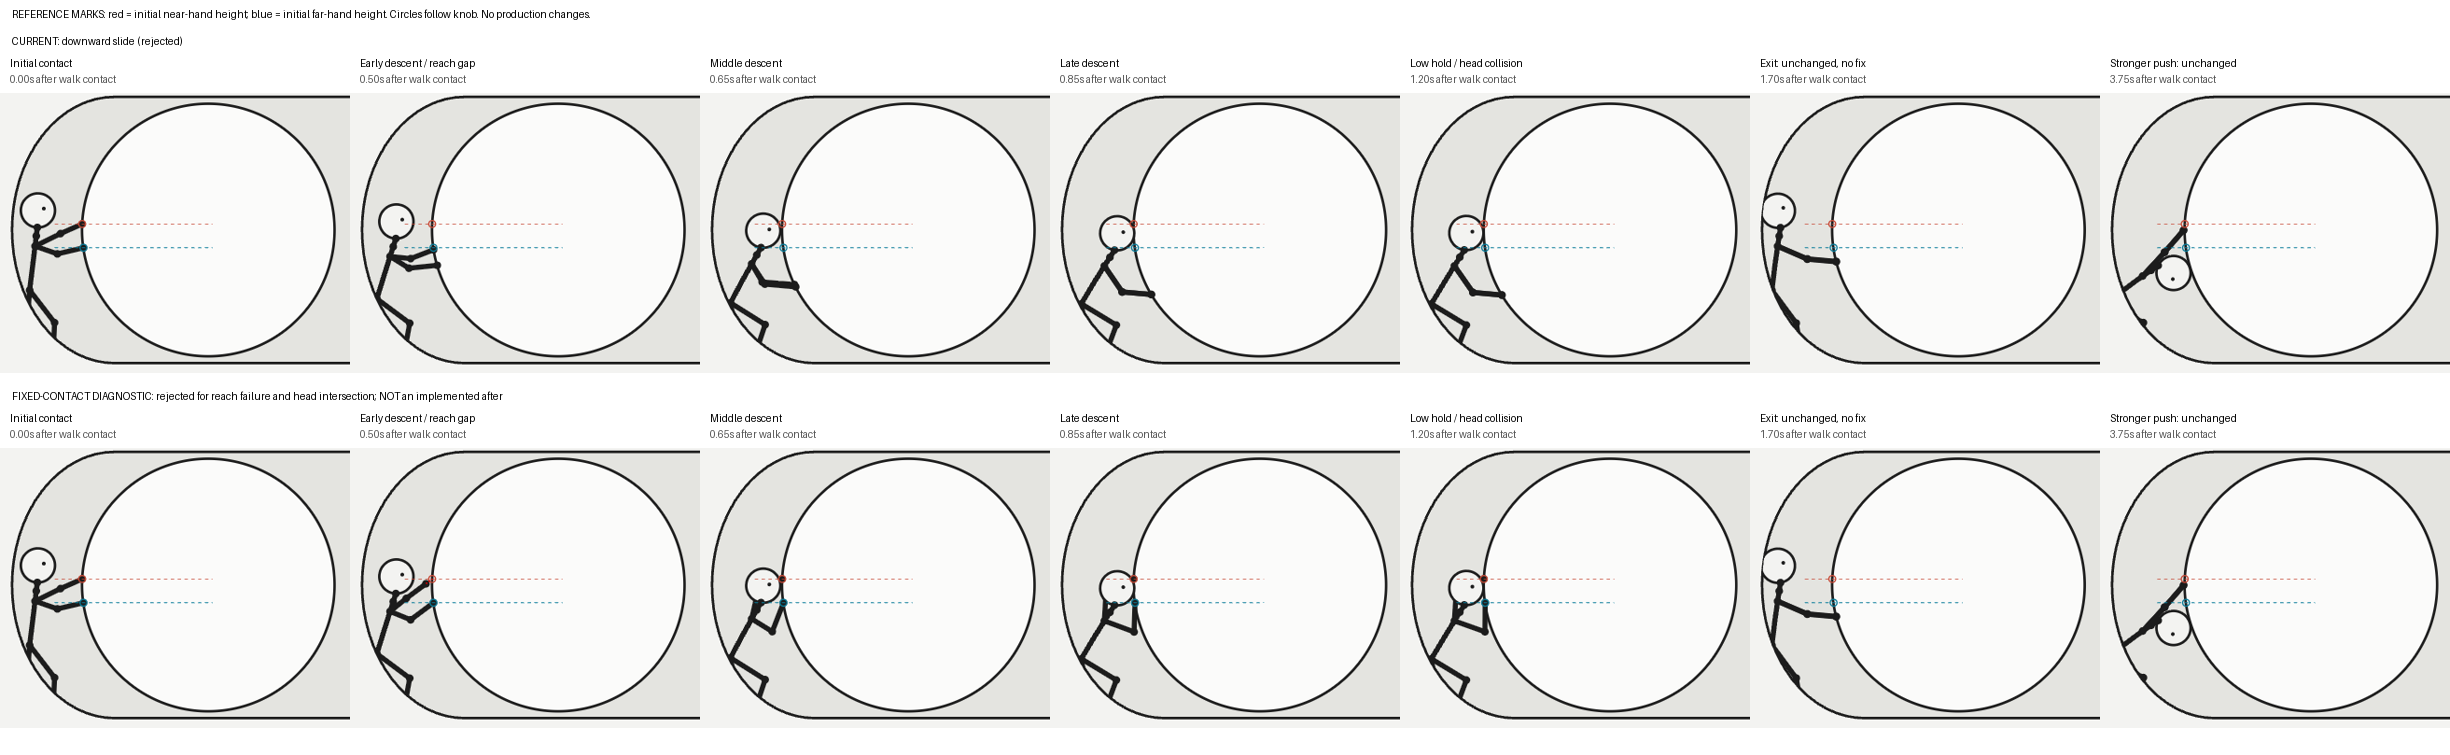 REFERENCE MARKS: red = initial near-hand height; blue = initial far-hand height. Circles follow knob. No production changes.
CURRENT: downward slide (rejected)
Initial contact
0.00s after walk contact
Early descent / reach gap
0.50s after walk contact
Middle descent
0.65s after walk contact
Late descent
0.85s after walk contact
Low hold / head collision
1.20s after walk contact
Exit: unchanged, no fix
1.70s after walk contact
Stronger push: unchanged
3.75s after walk contact
FIXED-CONTACT DIAGNOSTIC: rejected for reach failure and head intersection; NOT an implemented after
Initial contact
0.00s after walk contact
Early descent / reach gap
0.50s after walk contact
Middle descent
0.65s after walk contact
Late descent
0.85s after walk contact
Low hold / head collision
1.20s after walk contact
Exit: unchanged, no fix
1.70s after walk contact
Stronger push: unchanged
3.75s after walk contact